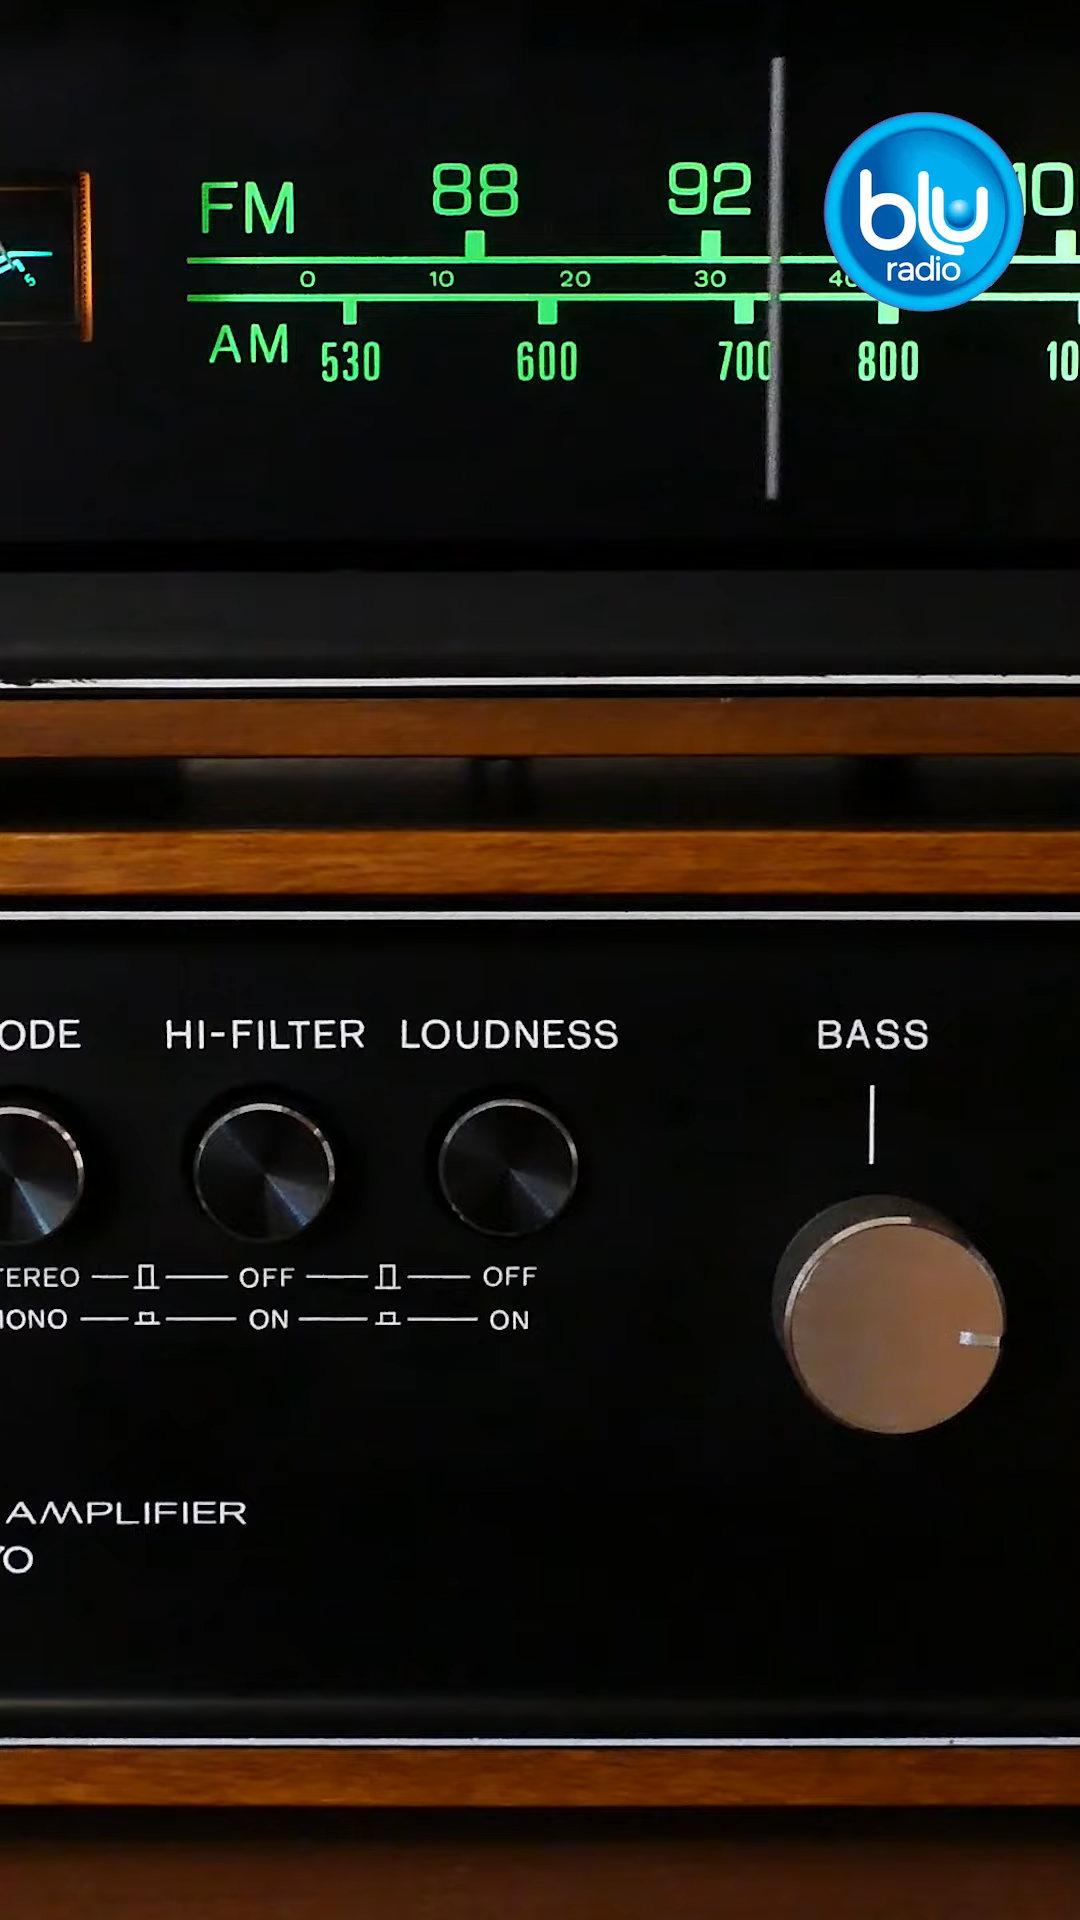 blu
radio
FM 88 92
0 10 20 30
AM 530 600 700 800
HI-FILTER LOUDNESS BASS
OFF OFF
ON ON
AMPLIFIER